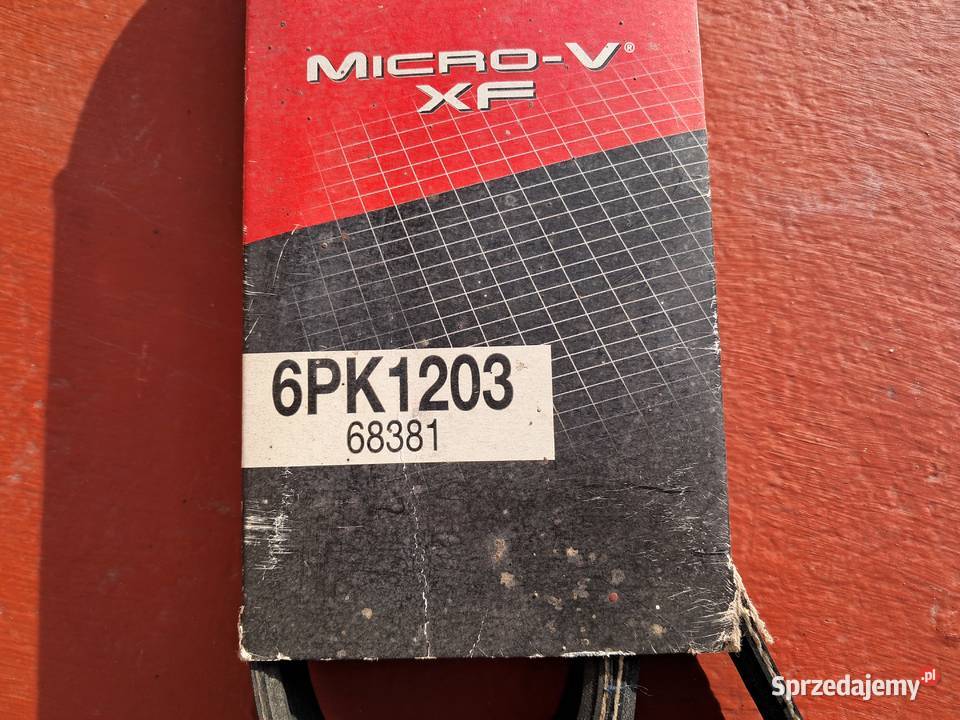 MICRO-V®
XF
6PK1203
68381
Sprzedajemy.pl